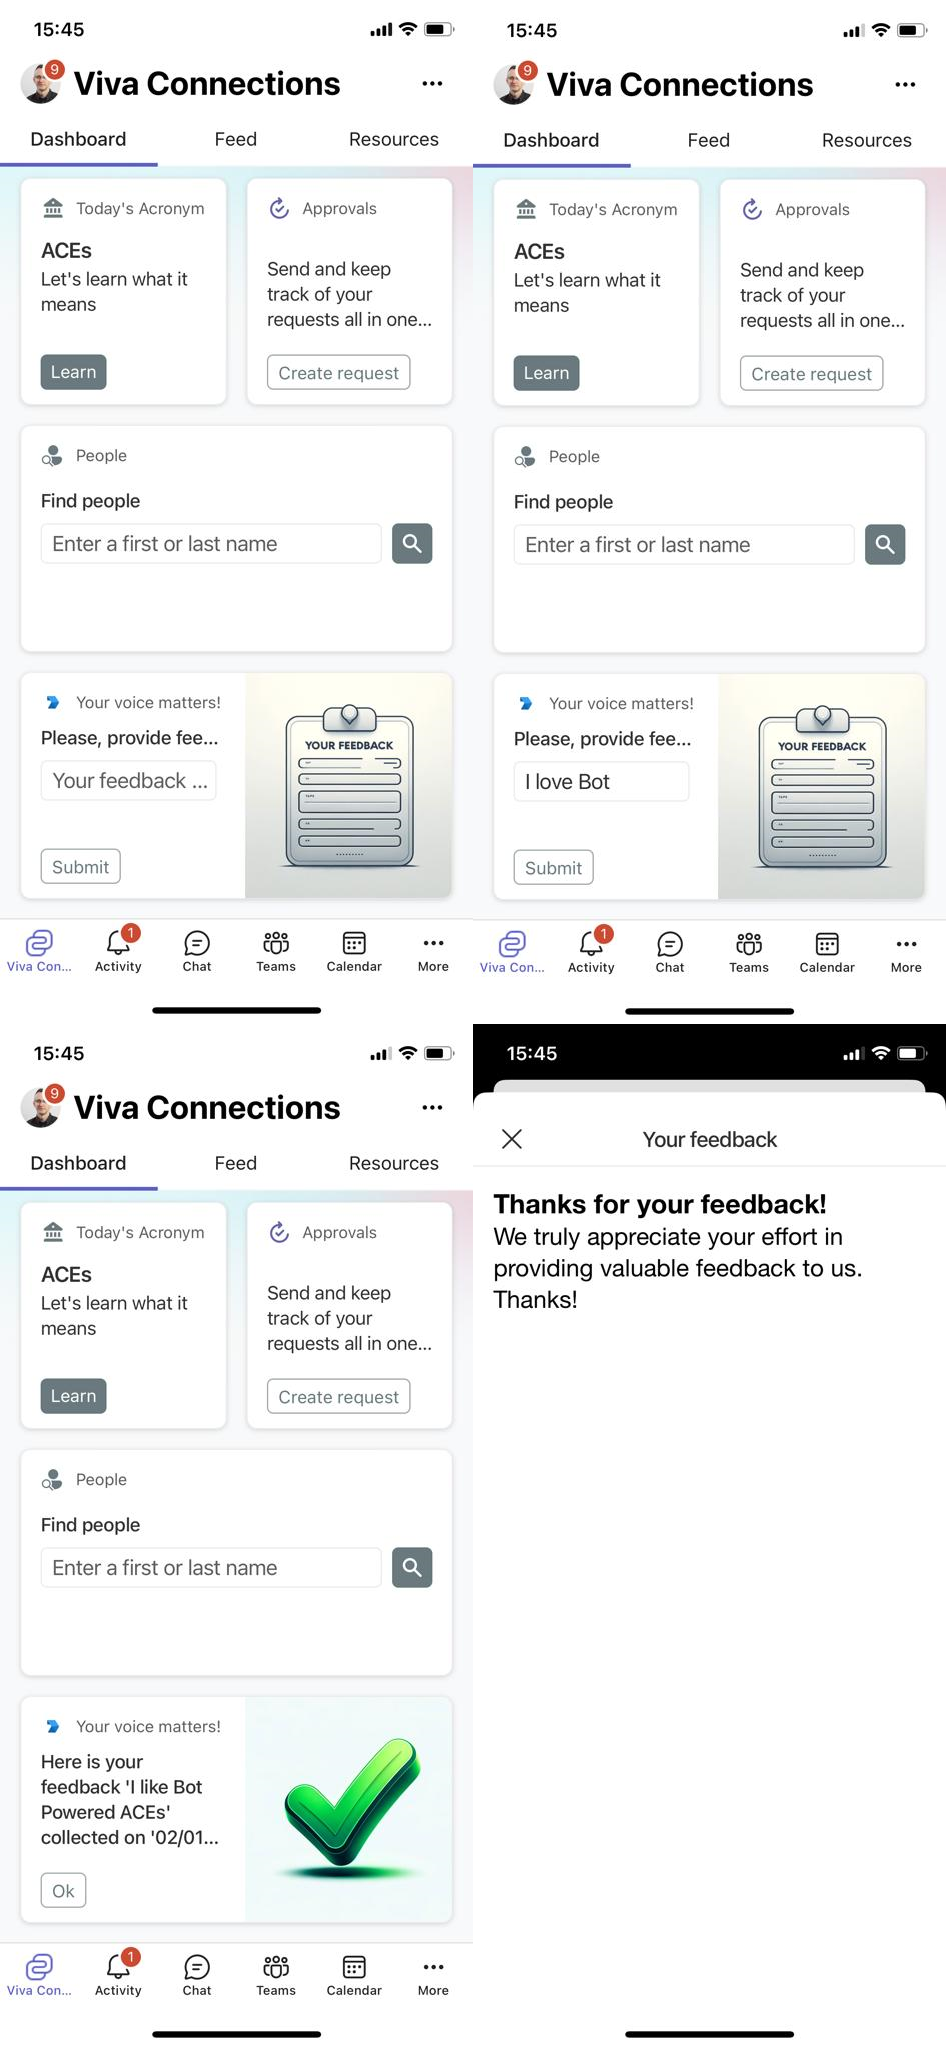 15:45
9
Viva Connections
Dashboard Feed Resources
Today's Acronym
ACEs
Let's learn what it
means
Learn
Approvals
Send and keep
track of your
requests all in one...
Create request
People
Find people
Enter a first or last name
Your voice matters!
Please, provide fee...
Your feedback ...
Submit
YOUR FEEDBACK
1
Viva Con... Activity Chat Teams Calendar More
15:45
9
Viva Connections
Dashboard Feed Resources
Today's Acronym
ACEs
Let's learn what it
means
Learn
Approvals
Send and keep
track of your
requests all in one...
Create request
People
Find people
Enter a first or last name
Your voice matters!
Please, provide fee...
I love Bot
Submit
YOUR FEEDBACK
1
Viva Con... Activity Chat Teams Calendar More
15:45
9
Viva Connections
Dashboard Feed Resources
Today's Acronym
ACEs
Let's learn what it
means
Learn
Approvals
Send and keep
track of your
requests all in one...
Create request
People
Find people
Enter a first or last name
Your voice matters!
Here is your
feedback 'I like Bot
Powered ACEs'
collected on '02/01...
Ok
1
Viva Con... Activity Chat Teams Calendar More
15:45
Your feedback
Thanks for your feedback!
We truly appreciate your effort in
providing valuable feedback to us.
Thanks!